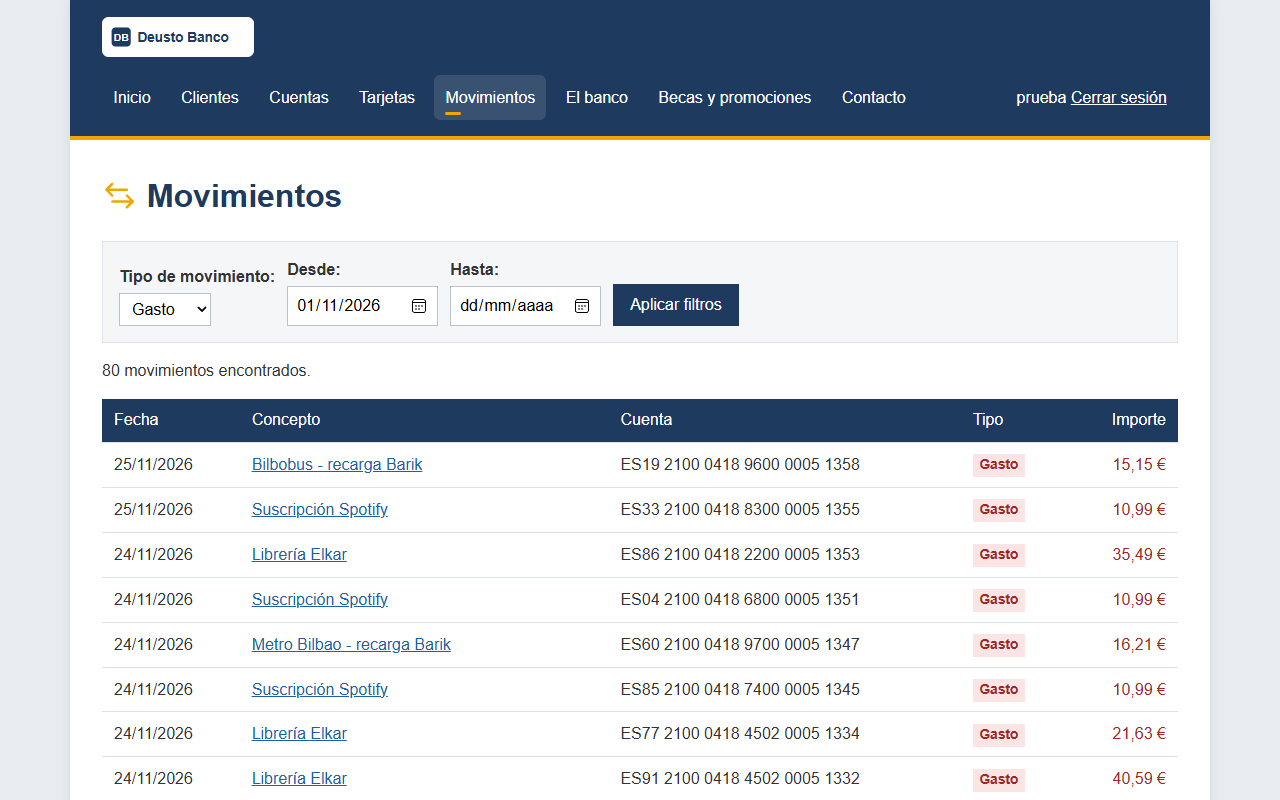 DB Deusto Banco
Inicio Clientes Cuentas Tarjetas Movimientos El banco Becas y promociones Contacto prueba Cerrar sesión
Movimientos
Tipo de movimiento: Desde: Hasta:
Gasto 01/11/2026 dd/mm/aaaa Aplicar filtros
80 movimientos encontrados.
Fecha Concepto Cuenta Tipo Importe
25/11/2026 Bilbobus - recarga Barik ES19 2100 0418 9600 0005 1358 Gasto 15,15 €
25/11/2026 Suscripción Spotify ES33 2100 0418 8300 0005 1355 Gasto 10,99 €
24/11/2026 Librería Elkar ES86 2100 0418 2200 0005 1353 Gasto 35,49 €
24/11/2026 Suscripción Spotify ES04 2100 0418 6800 0005 1351 Gasto 10,99 €
24/11/2026 Metro Bilbao - recarga Barik ES60 2100 0418 9700 0005 1347 Gasto 16,21 €
24/11/2026 Suscripción Spotify ES85 2100 0418 7400 0005 1345 Gasto 10,99 €
24/11/2026 Librería Elkar ES77 2100 0418 4502 0005 1334 Gasto 21,63 €
24/11/2026 Librería Elkar ES91 2100 0418 4502 0005 1332 Gasto 40,59 €